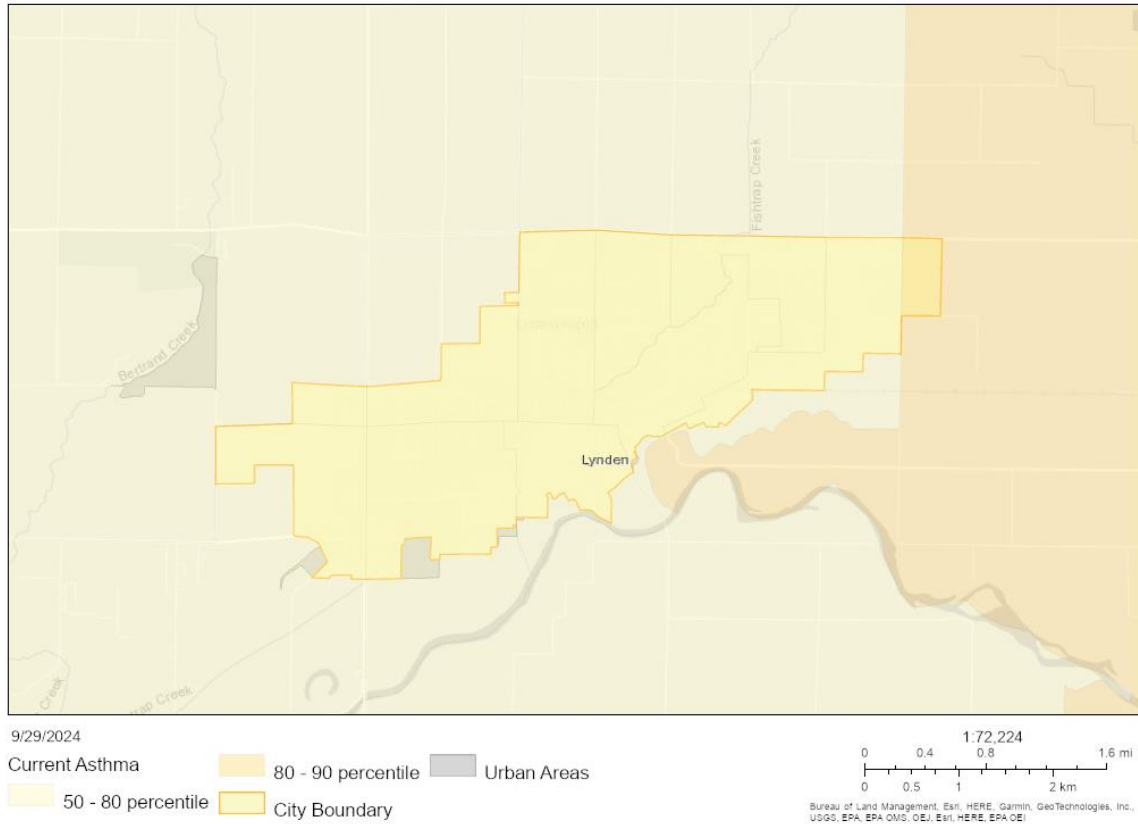 Fishtrap Creek
Bertrand Creek
Lynden
Creek
trap Creek
9/29/2024
Current Asthma
50 - 80 percentile
80 - 90 percentile
City Boundary
Urban Areas
1:72,224
0 0.4 0.8 1.6 mi
0 0.5 1 2 km
Bureau of Land Management, Esri, HERE, Garmin, GeoTechnologies, Inc.,
USGS, EPA, EPA OMS, OEJ, Esri, HERE, EPA OEI